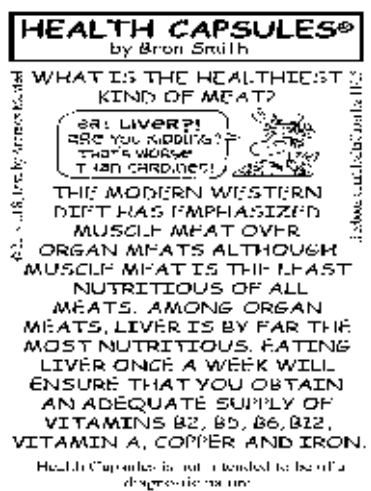 HEALTH CAPSULES®
by Bron Smith
WHAT IS THE HEALTHIEST
KIND OF MEAT?
EAT LIVER?!
ARE YOU KIDDING?
THAT'S WORSE
THAN SARDINES!
THE MODERN WESTERN
DIET HAS EMPHASIZED
MUSCLE MEAT OVER
ORGAN MEATS ALTHOUGH
MUSCLE MEAT IS THE LEAST
NUTRITIOUS OF ALL
MEATS. AMONG ORGAN
MEATS, LIVER IS BY FAR THE
MOST NUTRITIOUS. EATING
LIVER ONCE A WEEK WILL
ENSURE THAT YOU OBTAIN
AN ADEQUATE SUPPLY OF
VITAMINS B2, B5, B6, B12,
VITAMIN A, COPPER AND IRON.
Health Capsules is not intended to be of a
diagnostic nature.